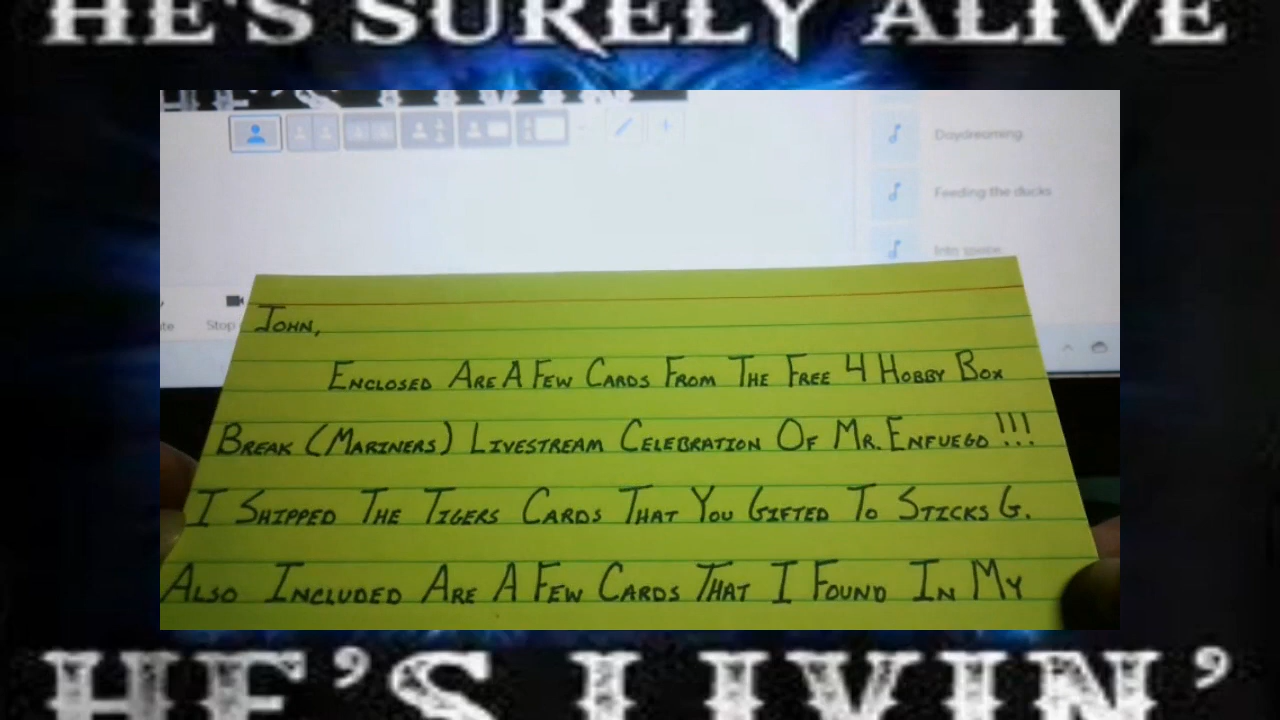 HE'S SURELY ALIVE
Daydreaming
Feeding the ducks
Into space
Stop
JOHN,
ENCLOSED ARE A FEW CARDS FROM THE FREE 4 HOBBY BOX
BREAK (MARINERS) LIVESTREAM CELEBRATION OF MR. ENFUEGO!!!
I SHIPPED THE TIGERS CARDS THAT YOU GIFTED TO STICKS G.
ALSO INCLUDED ARE A FEW CARDS THAT I FOUND IN MY
HE'S LIVIN'